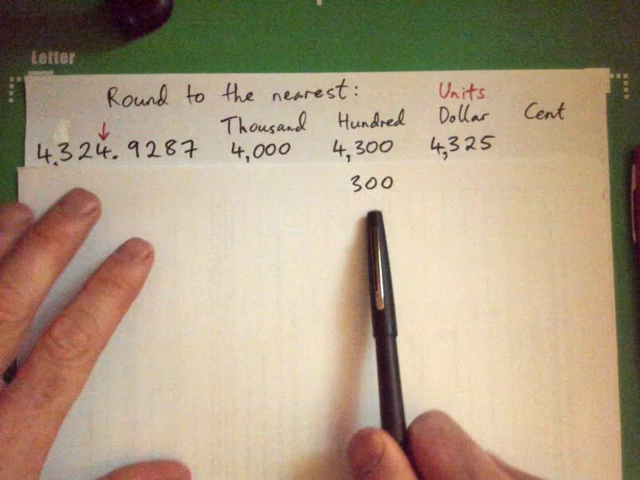 Letter
Round to the nearest: Units
Thousand Hundred Dollar Cent
4,324.9287 4,000 4,300 4,325
300